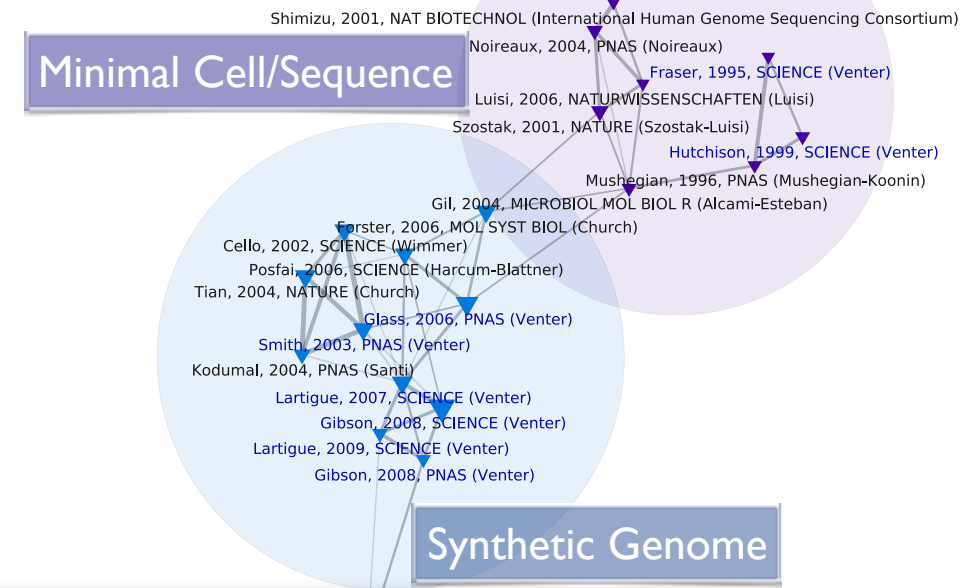 Shimizu, 2001, NAT BIOTECHNOL (International Human Genome Sequencing Consortium)
Noireaux, 2004, PNAS (Noireaux)
Minimal Cell/Sequence
Fraser, 1995, SCIENCE (Venter)
Luisi, 2006, NATURWISSENSCHAFTEN (Luisi)
Szostak, 2001, NATURE (Szostak-Luisi)
Hutchison, 1999, SCIENCE (Venter)
Mushegian, 1996, PNAS (Mushegian-Koonin)
Gil, 2004, MICROBIOL MOL BIOL R (Alcami-Esteban)
Forster, 2006, MOL SYST BIOL (Church)
Cello, 2002, SCIENCE (Wimmer)
Posfai, 2006, SCIENCE (Harcum-Blattner)
Tian, 2004, NATURE (Church)
Glass, 2006, PNAS (Venter)
Smith, 2003, PNAS (Venter)
Kodumal, 2004, PNAS (Santi)
Lartigue, 2007, SCIENCE (Venter)
Gibson, 2008, SCIENCE (Venter)
Lartigue, 2009, SCIENCE (Venter)
Gibson, 2008, PNAS (Venter)
Synthetic Genome